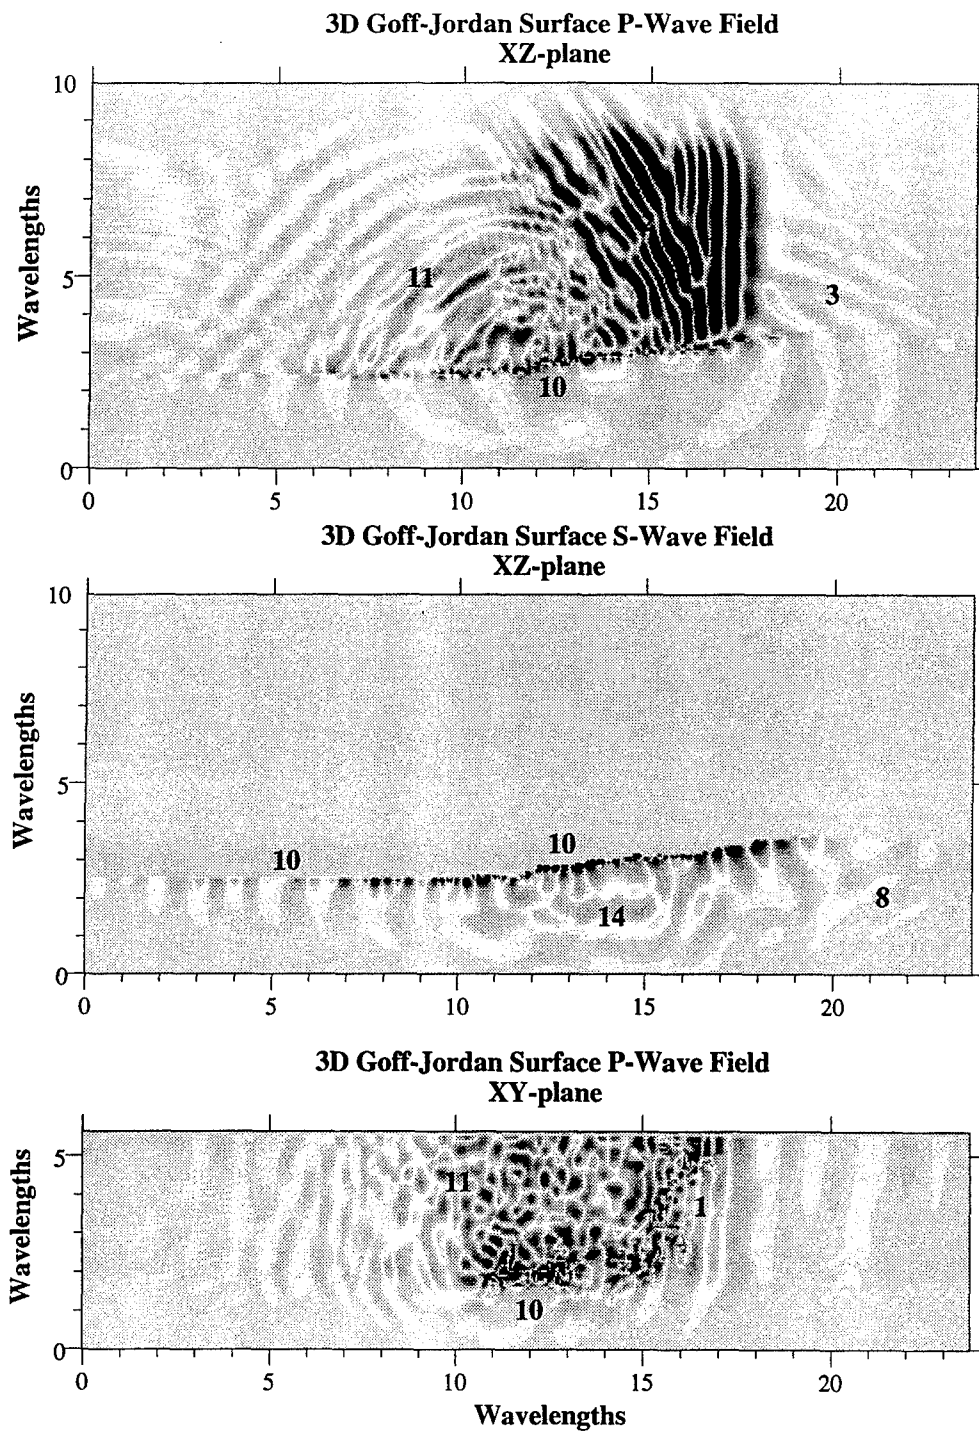 3D Goff-Jordan Surface P-Wave Field
XZ-plane
10
5
0
Wavelengths
11
3
10
0 5 10 15 20
3D Goff-Jordan Surface S-Wave Field
XZ-plane
10
5
0
Wavelengths
10
10
14
8
0 5 10 15 20
3D Goff-Jordan Surface P-Wave Field
XY-plane
5
0
Wavelengths
11
1
10
0 5 10 15 20
Wavelengths